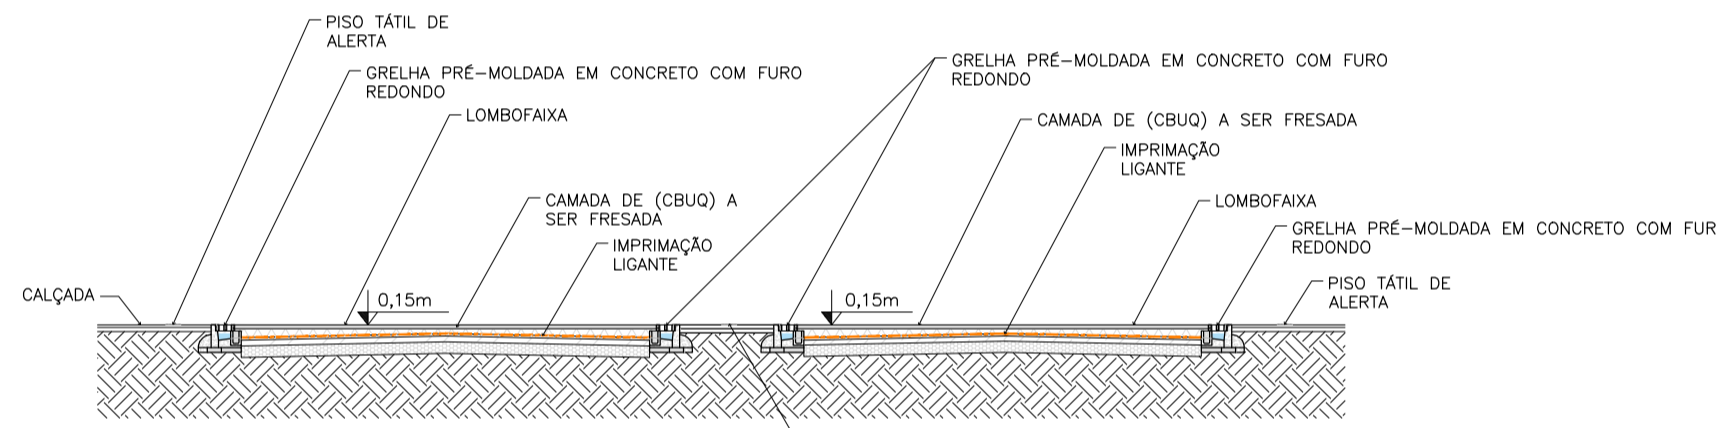 PISO TÁTIL DE
ALERTA
GRELHA PRÉ-MOLDADA EM CONCRETO COM FURO
REDONDO
LOMBOFAIXA
CAMADA DE (CBUQ) A
SER FRESADA
IMPRIMAÇÃO
LIGANTE
CALÇADA
0,15m
GRELHA PRÉ-MOLDADA EM CONCRETO COM FURO
REDONDO
CAMADA DE (CBUQ) A SER FRESADA
IMPRIMAÇÃO
LIGANTE
LOMBOFAIXA
GRELHA PRÉ-MOLDADA EM CONCRETO COM FUR
REDONDO
PISO TÁTIL DE
ALERTA
0,15m